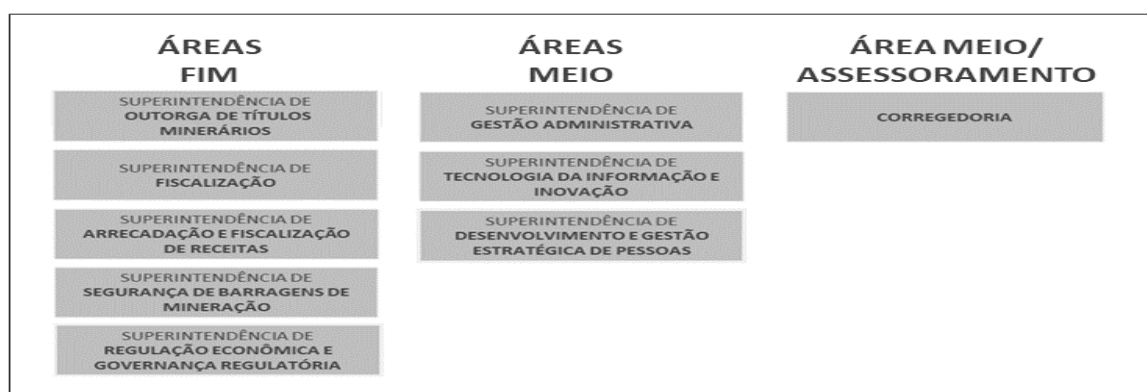 ÁREAS
FIM
SUPERINTENDÊNCIA DE
OUTORGA DE TÍTULOS
MINERÁRIOS
SUPERINTENDÊNCIA DE
FISCALIZAÇÃO
SUPERINTENDÊNCIA DE
ARRECADAÇÃO E FISCALIZAÇÃO
DE RECEITAS
SUPERINTENDÊNCIA DE
SEGURANÇA DE BARRAGENS DE
MINERAÇÃO
SUPERINTENDÊNCIA DE
REGULAÇÃO ECONÔMICA E
GOVERNANÇA REGULATÓRIA
ÁREAS
MEIO
SUPERINTENDÊNCIA DE
GESTÃO ADMINISTRATIVA
SUPERINTENDÊNCIA DE
TECNOLOGIA DA INFORMAÇÃO E
INOVAÇÃO
SUPERINTENDÊNCIA DE
DESENVOLVIMENTO E GESTÃO
ESTRATÉGICA DE PESSOAS
ÁREA MEIO/
ASSESSORAMENTO
CORREGEDORIA